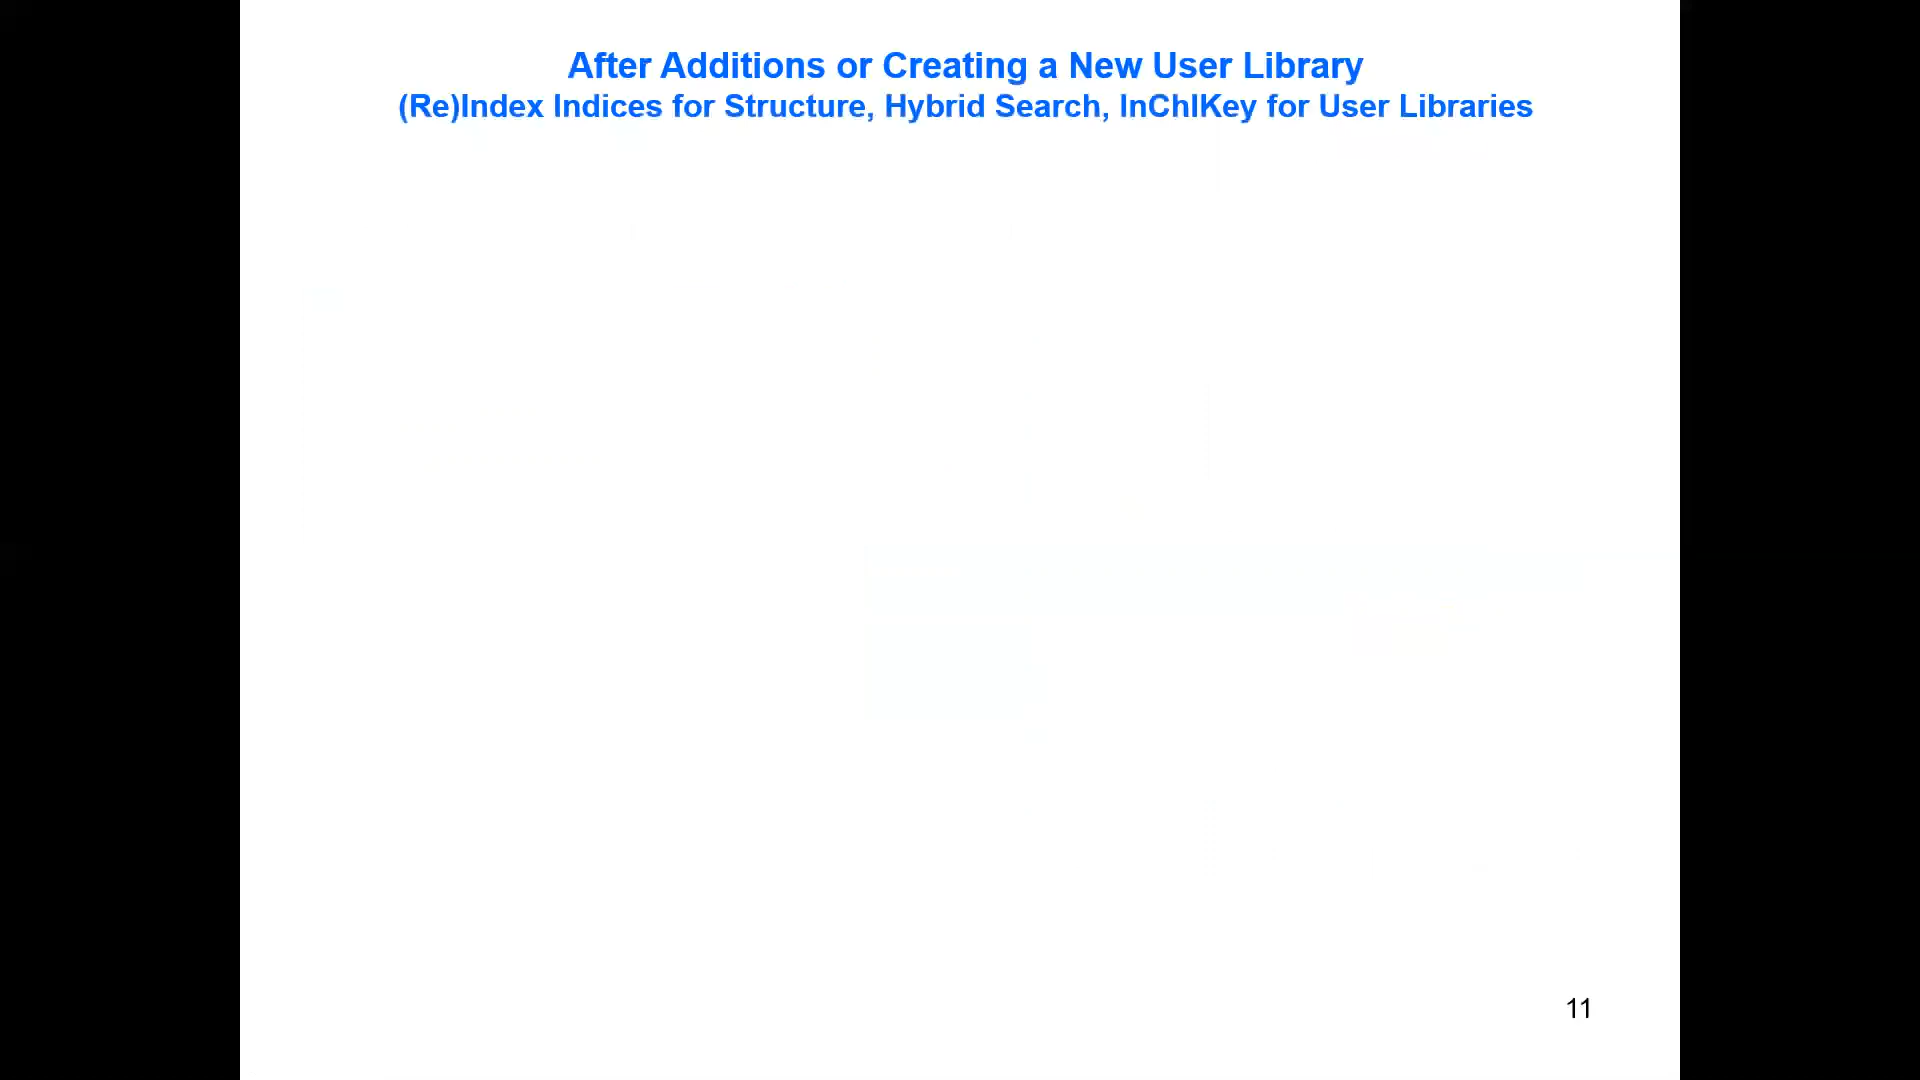 After Additions or Creating a New User Library
(Re)Index Indices for Structure, Hybrid Search, InChIKey for User Libraries
11